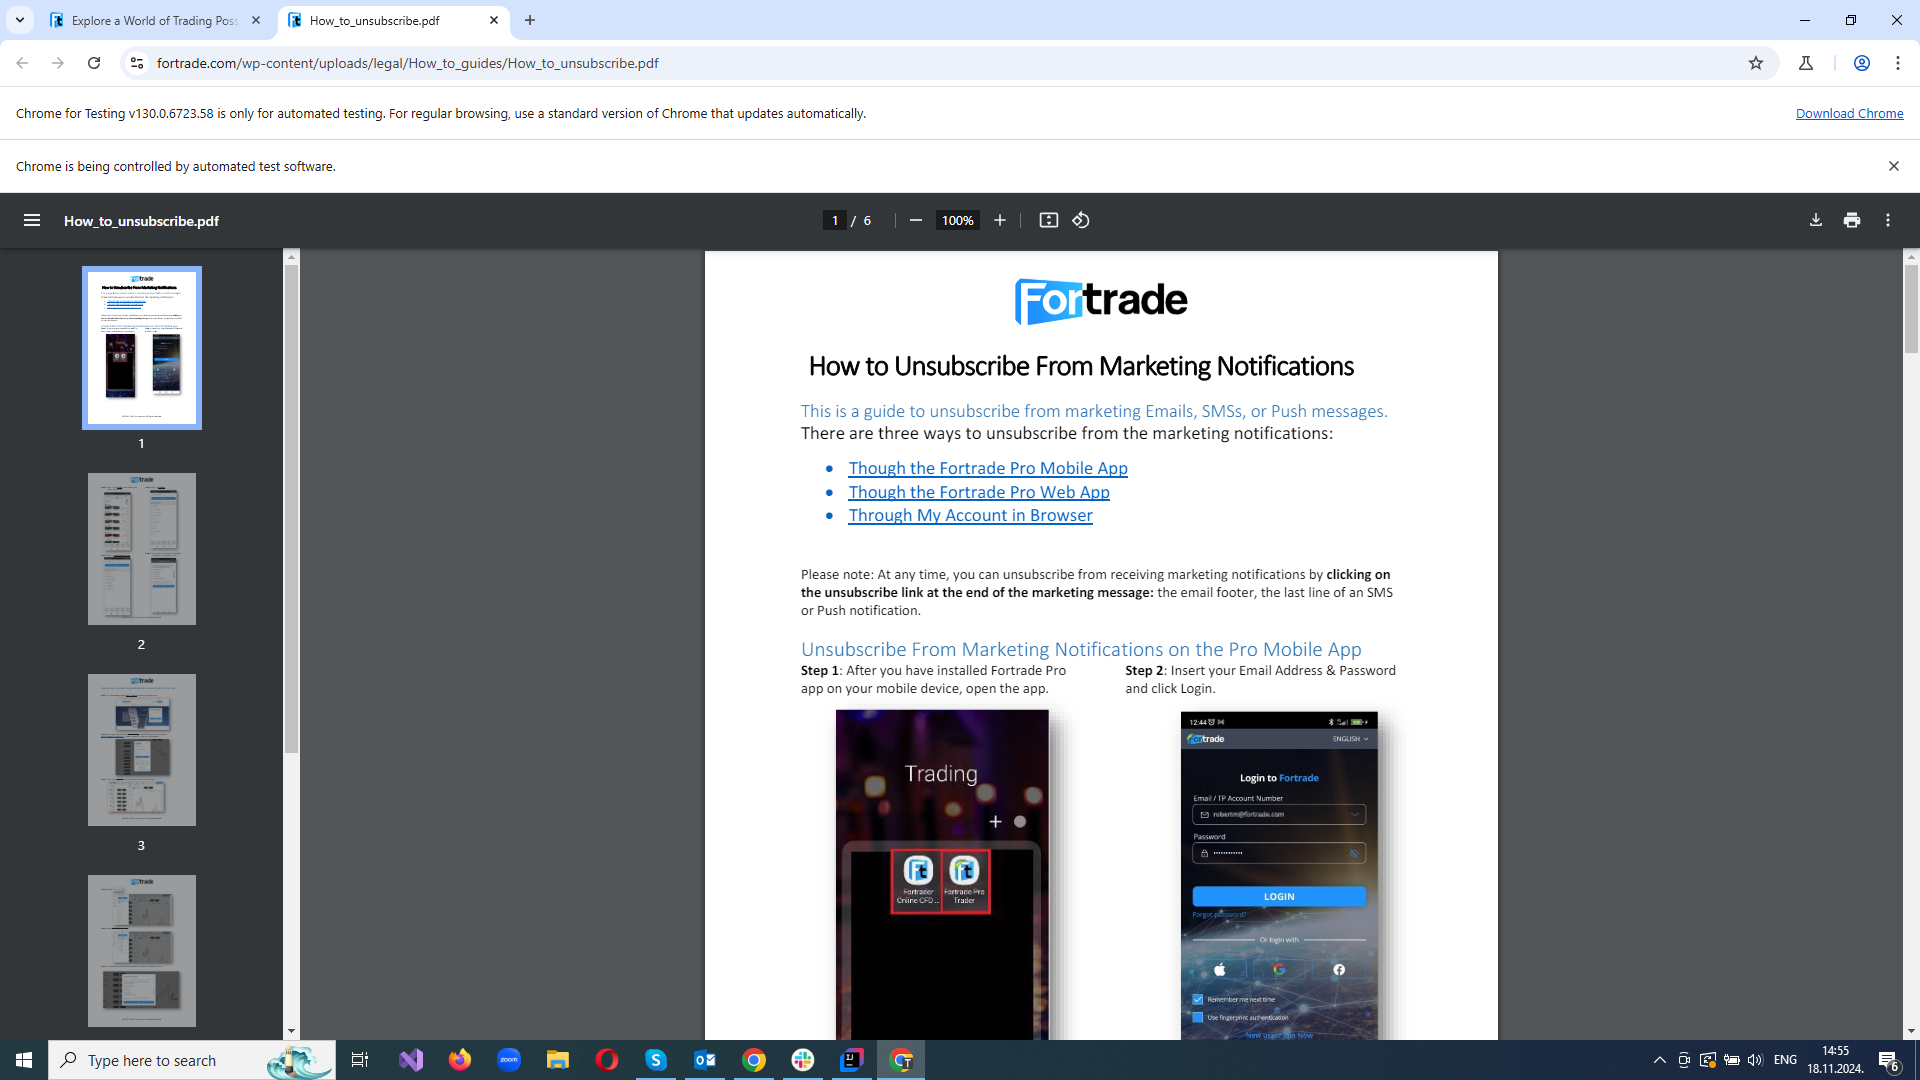 Explore a World of Trading Poss
How_to_unsubscribe.pdf
fortrade.com/wp-content/uploads/legal/How_to_guides/How_to_unsubscribe.pdf
Chrome for Testing v130.0.6723.58 is only for automated testing. For regular browsing, use a standard version of Chrome that updates automatically.
Download Chrome
Chrome is being controlled by automated test software.
How_to_unsubscribe.pdf
1 / 6
100%
1
2
3
Fortrade
How to Unsubscribe From Marketing Notifications
This is a guide to unsubscribe from marketing Emails, SMSs, or Push messages.
There are three ways to unsubscribe from the marketing notifications:
Though the Fortrade Pro Mobile App
Though the Fortrade Pro Web App
Through My Account in Browser
Please note: At any time, you can unsubscribe from receiving marketing notifications by clicking on
the unsubscribe link at the end of the marketing message: the email footer, the last line of an SMS
or Push notification.
Unsubscribe From Marketing Notifications on the Pro Mobile App
Step 1: After you have installed Fortrade Pro
app on your mobile device, open the app.
Step 2: Insert your Email Address & Password
and click Login.
Trading
Fortrader
Online CFD ...
Fortrade Pro
Trader
12:44
Fortrade
ENGLISH
Login to Fortrade
Email / TP Account Number
robertm@fortrade.com
Password
LOGIN
Forgot password?
Or login with
Remember me next time
Use fingerprint authentication
New user? Join Now
Type here to search
zoom
ENG
14:55
18.11.2024.
6